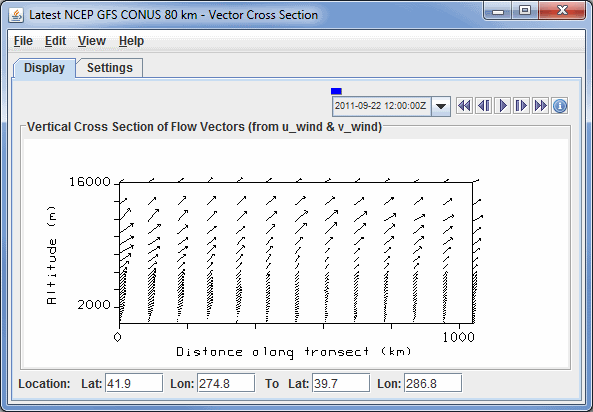 Latest NCEP GFS CONUS 80 km - Vector Cross Section
File Edit View Help
Display Settings
2011-09-22 12:00:00Z
Vertical Cross Section of Flow Vectors (from u_wind & v_wind)
16000
Altitude (m)
2000
0 1000
Distance along transect (km)
Location: Lat: 41.9 Lon: 274.8 To Lat: 39.7 Lon: 286.8